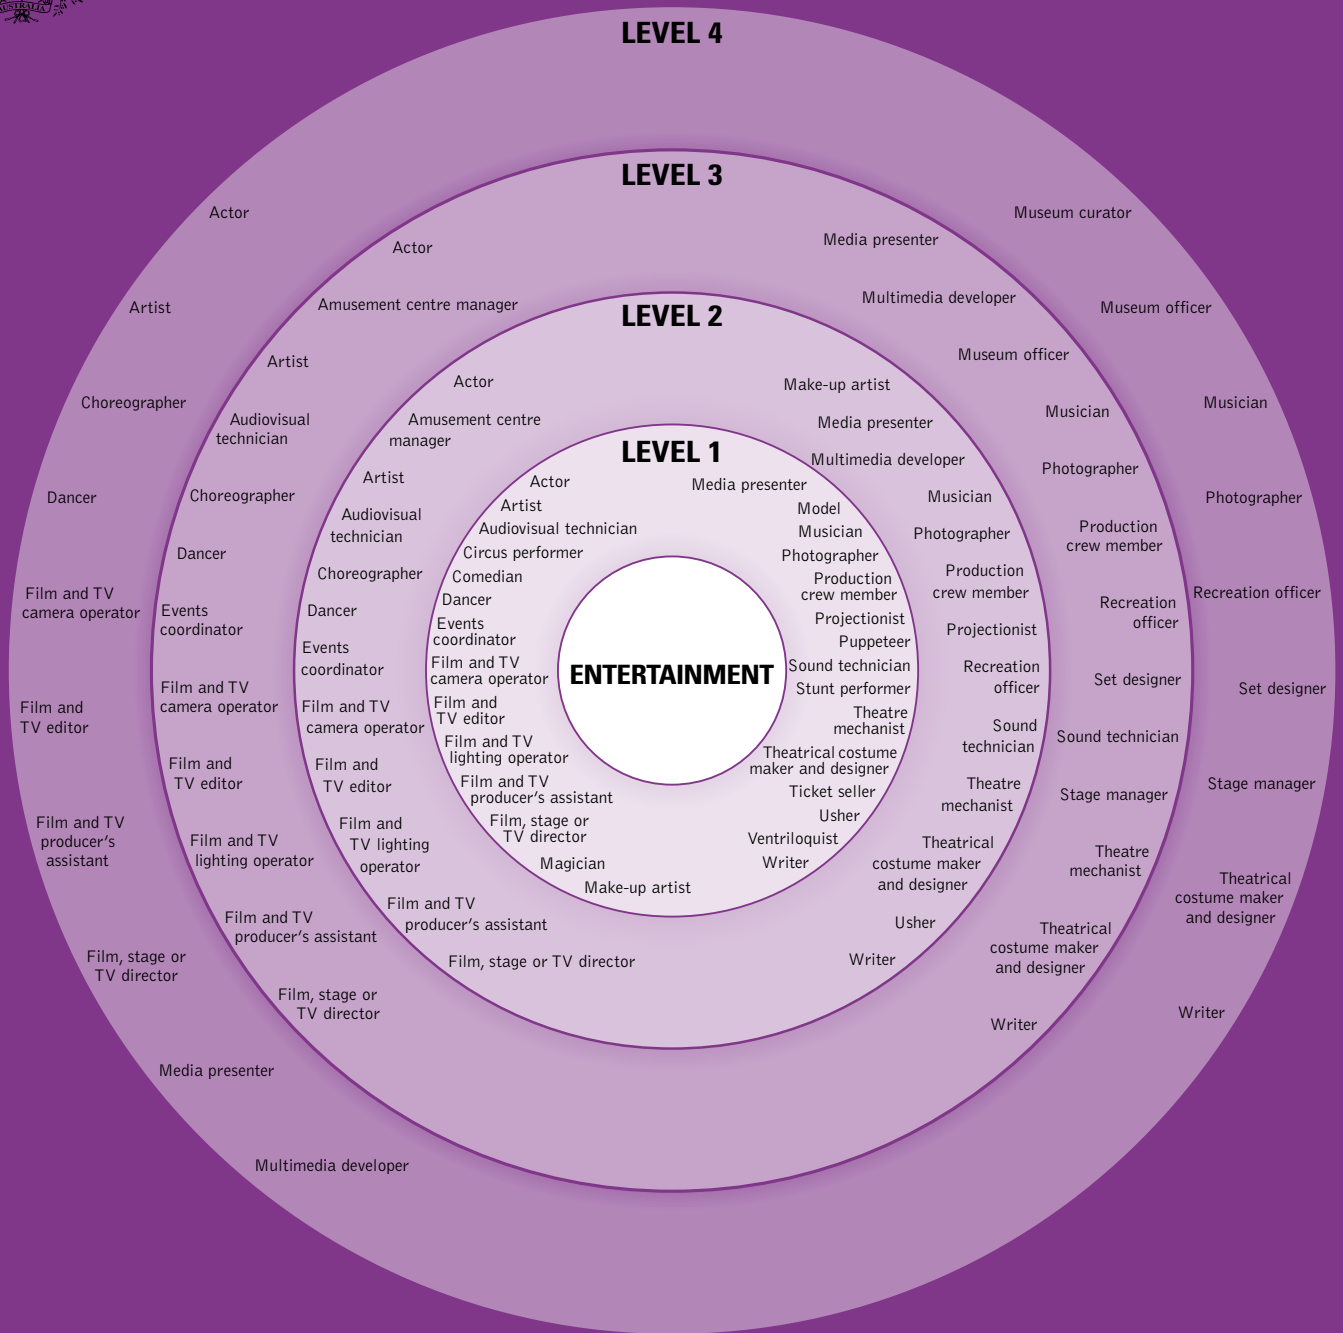 AUSTRALIA
LEVEL 4
Actor
Artist
Choreographer
Dancer
Film and TV
camera operator
Film and
TV editor
Film and TV
producer's
assistant
Film, stage or
TV director
Media presenter
Multimedia developer
Museum curator
Museum officer
Musician
Photographer
Recreation officer
Set designer
Stage manager
Theatrical
costume maker
and designer
Writer
LEVEL 3
Actor
Amusement centre manager
Artist
Audiovisual
technician
Choreographer
Dancer
Events
coordinator
Film and TV
camera operator
Film and
TV editor
Film and TV
lighting operator
Film and TV
producer's assistant
Film, stage or
TV director
Media presenter
Multimedia developer
Museum officer
Musician
Photographer
Production
crew member
Recreation
officer
Set designer
Sound technician
Stage manager
Theatre
mechanist
Theatrical
costume maker
and designer
Writer
LEVEL 2
Actor
Amusement centre
manager
Artist
Audiovisual
technician
Choreographer
Dancer
Events
coordinator
Film and TV
camera operator
Film and
TV editor
Film and
TV lighting
operator
Film and TV
producer's assistant
Film, stage or TV director
Make-up artist
Media presenter
Multimedia developer
Musician
Photographer
Production
crew member
Projectionist
Recreation
officer
Sound
technician
Theatre
mechanist
Theatrical
costume maker
and designer
Usher
Writer
LEVEL 1
Actor
Artist
Audiovisual technician
Circus performer
Comedian
Dancer
Events
coordinator
Film and TV
camera operator
Film and
TV editor
Film and TV
lighting operator
Film and TV
producer's assistant
Film, stage or
TV director
Magician
Make-up artist
Media presenter
Model
Musician
Photographer
Production
crew member
Projectionist
Puppeteer
Sound technician
Stunt performer
Theatre
mechanist
Theatrical costume
maker and designer
Ticket seller
Usher
Ventriloquist
Writer
ENTERTAINMENT